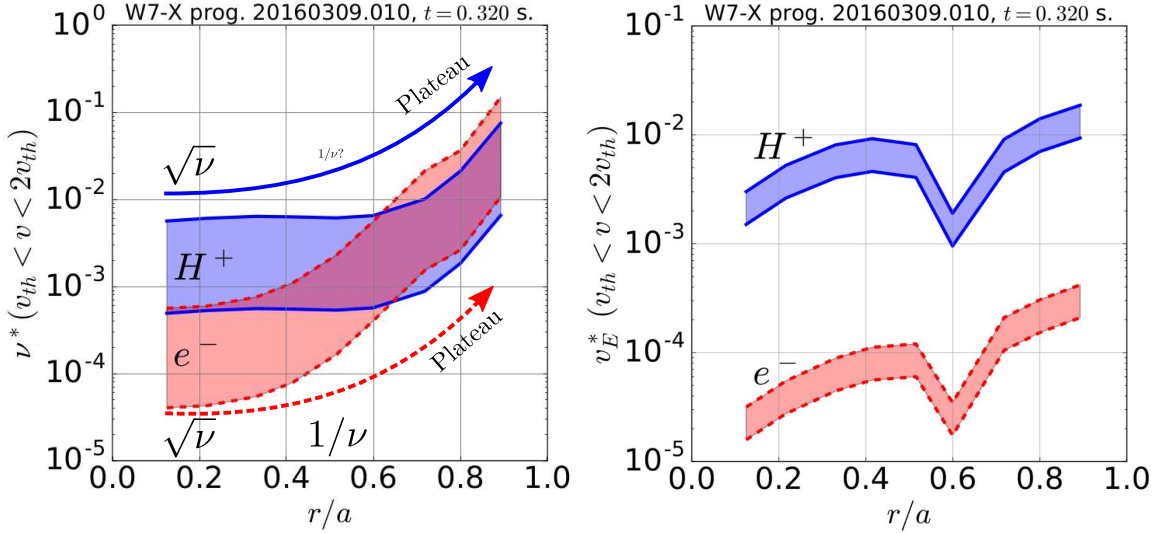 W7-X prog. 20160309.010, t = 0.320 s.
ν* (v_th < v < 2v_th)
10^0
10^-1
10^-2
10^-3
10^-4
10^-5
Plateau
√ν
1/ν?
H^+
e^-
Plateau
√ν
1/ν
0.0 0.2 0.4 0.6 0.8 1.0
r/a
W7-X prog. 20160309.010, t = 0.320 s.
v_E^* (v_th < v < 2v_th)
10^-1
10^-2
10^-3
10^-4
10^-5
H^+
e^-
0.0 0.2 0.4 0.6 0.8 1.0
r/a